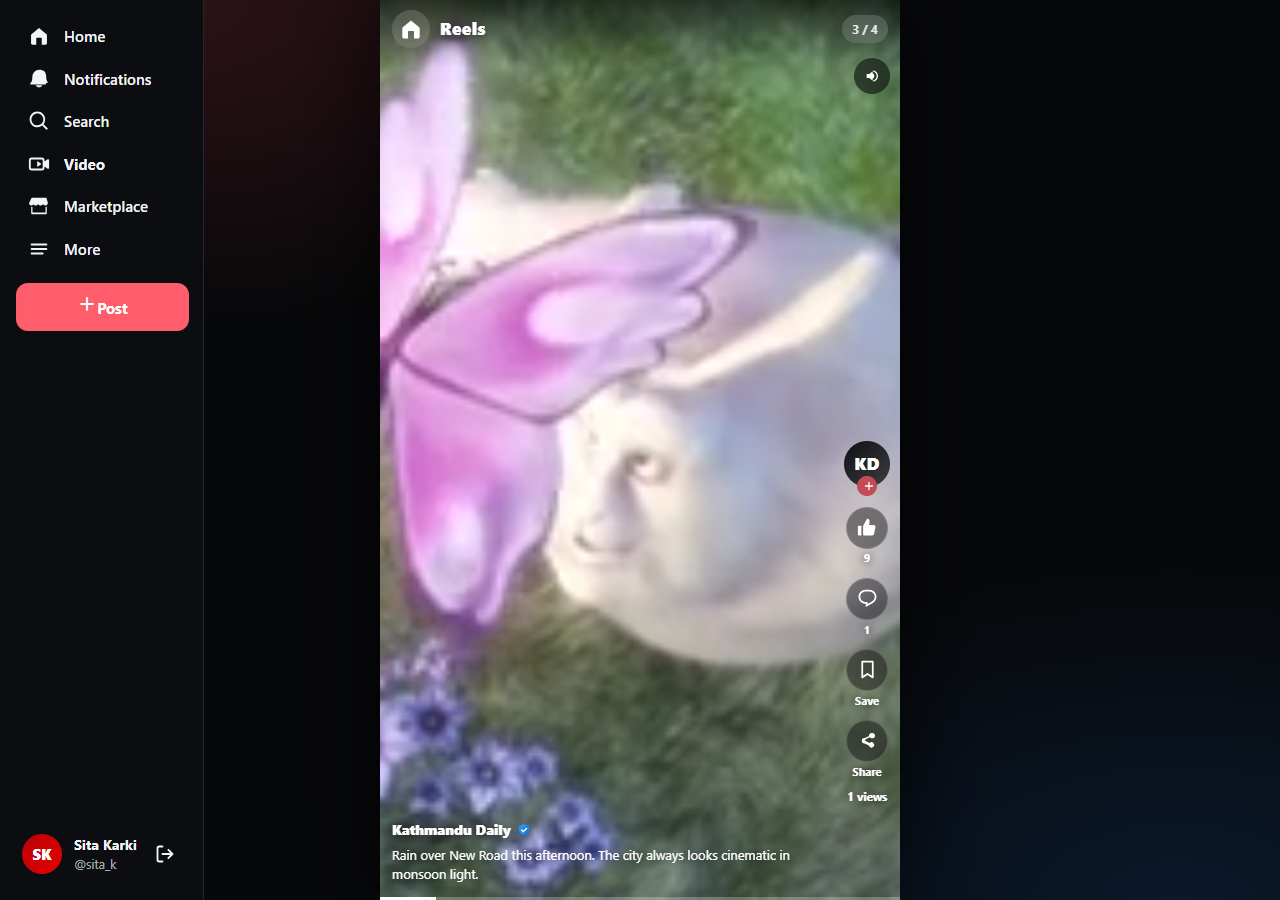 Home
Notifications
Search
Video
Marketplace
More
+ Post
SK
Sita Karki
@sita_k
Reels
3 / 4
KD
9
1
Save
Share
1 views
Kathmandu Daily
Rain over New Road this afternoon. The city always looks cinematic in
monsoon light.